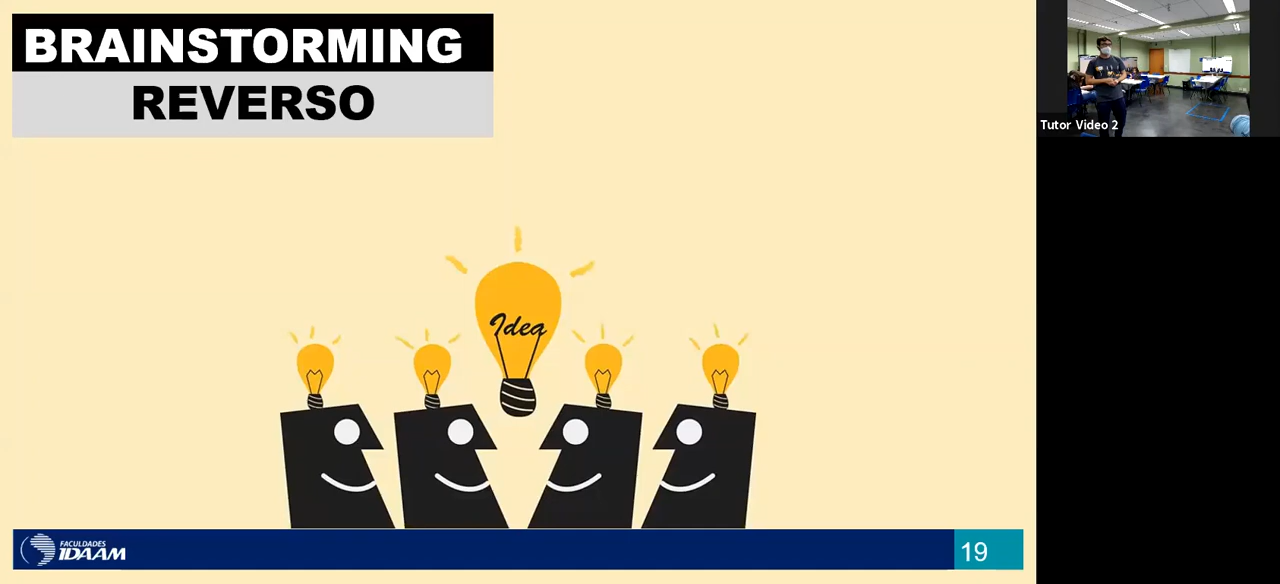 BRAINSTORMING
REVERSO
Idea
FACULDADES
IDAAM
19
Tutor Video 2